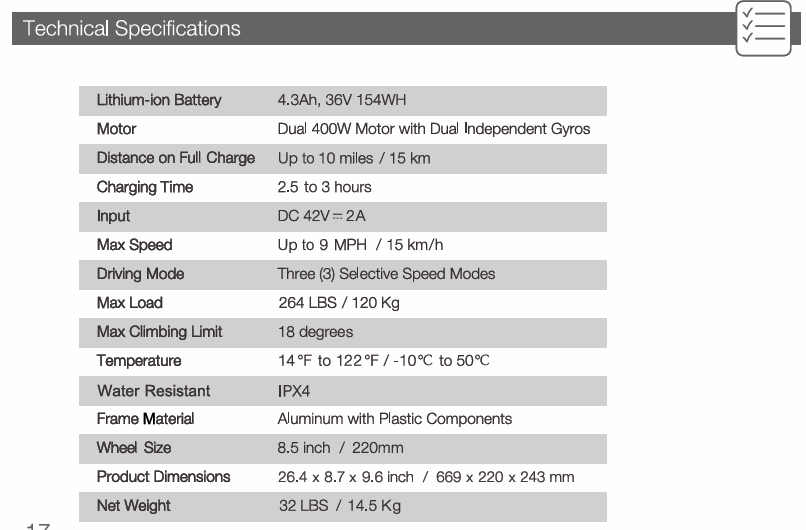 Technical Specifications
Lithium-ion Battery 4.3Ah, 36V 154WH
Motor Dual 400W Motor with Dual Independent Gyros
Distance on Full Charge Up to 10 miles / 15 km
Charging Time 2.5 to 3 hours
Input DC 42V⎓2A
Max Speed Up to 9 MPH / 15 km/h
Driving Mode Three (3) Selective Speed Modes
Max Load 264 LBS / 120 Kg
Max Climbing Limit 18 degrees
Temperature 14°F to 122°F / -10℃ to 50℃
Water Resistant IPX4
Frame Material Aluminum with Plastic Components
Wheel Size 8.5 inch / 220mm
Product Dimensions 26.4 x 8.7 x 9.6 inch / 669 x 220 x 243 mm
Net Weight 32 LBS / 14.5 Kg
17